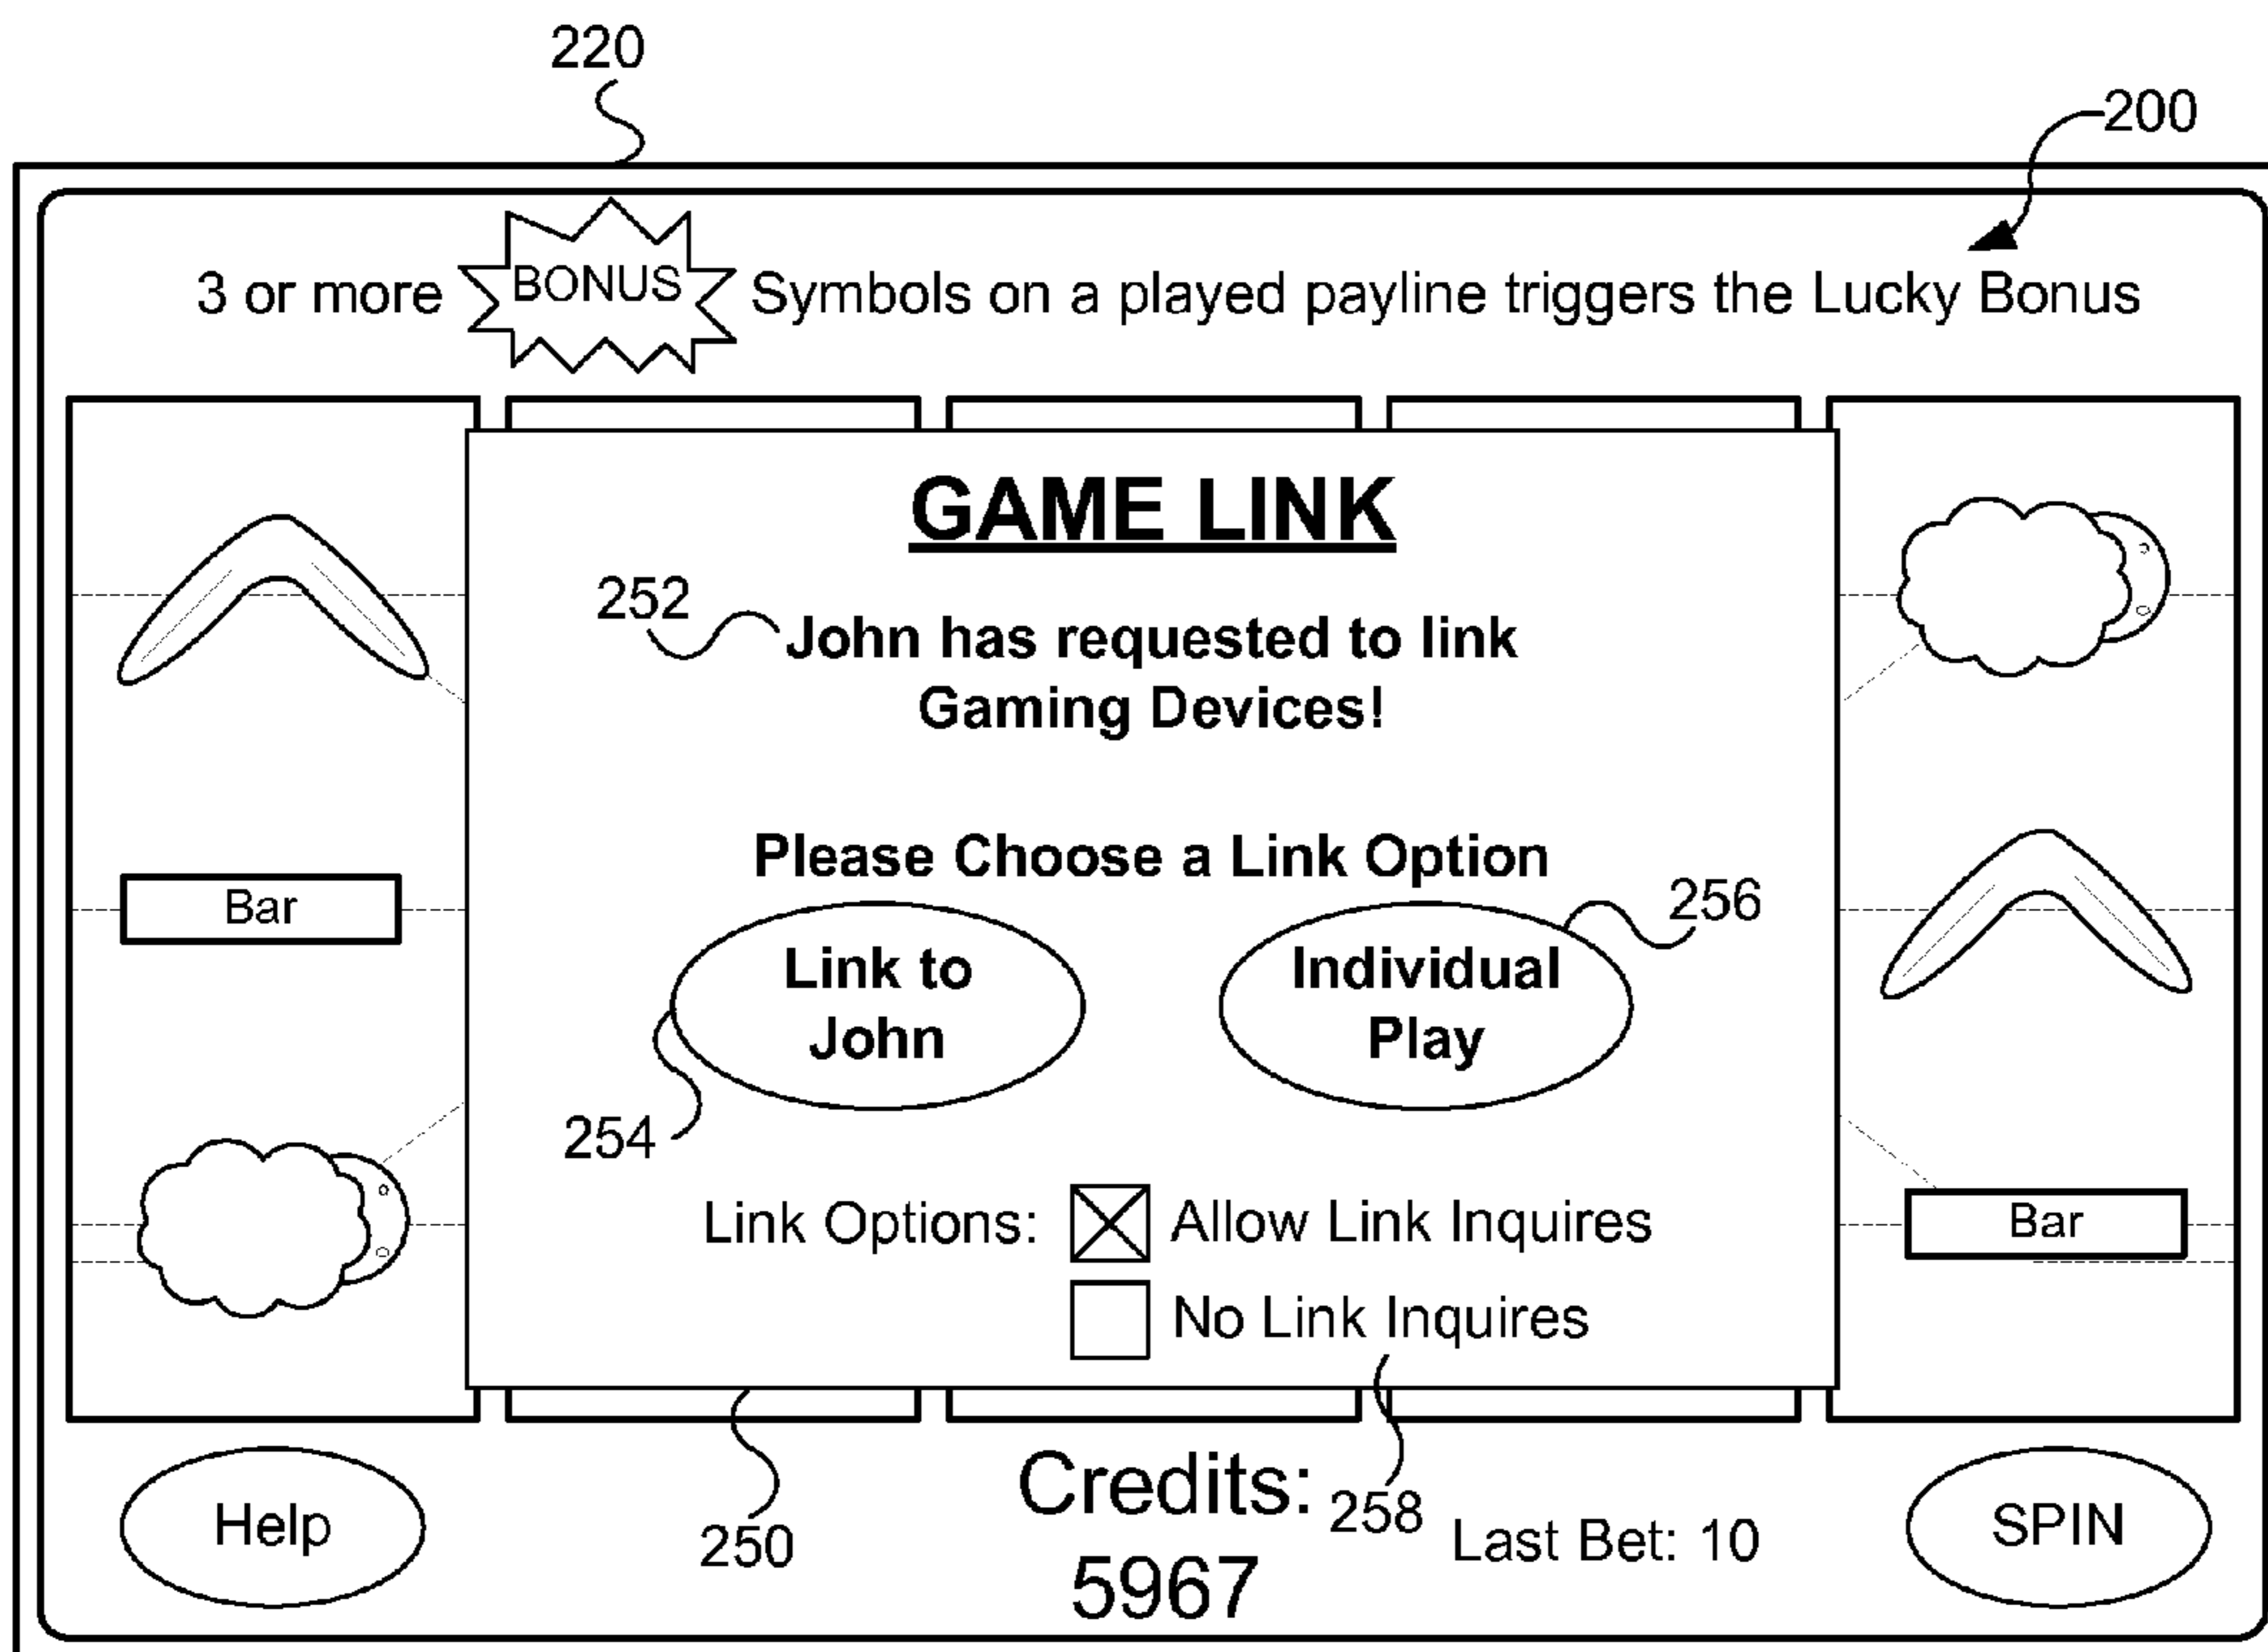 220
200
3 or more BONUS Symbols on a played payline triggers the Lucky Bonus
GAME LINK
252
John has requested to link
Gaming Devices!
Please Choose a Link Option
256
Bar
Link to
John
Individual
Play
254
Link Options: Allow Link Inquires
No Link Inquires
Bar
Help
250
Credits:
5967
258
Last Bet: 10
SPIN